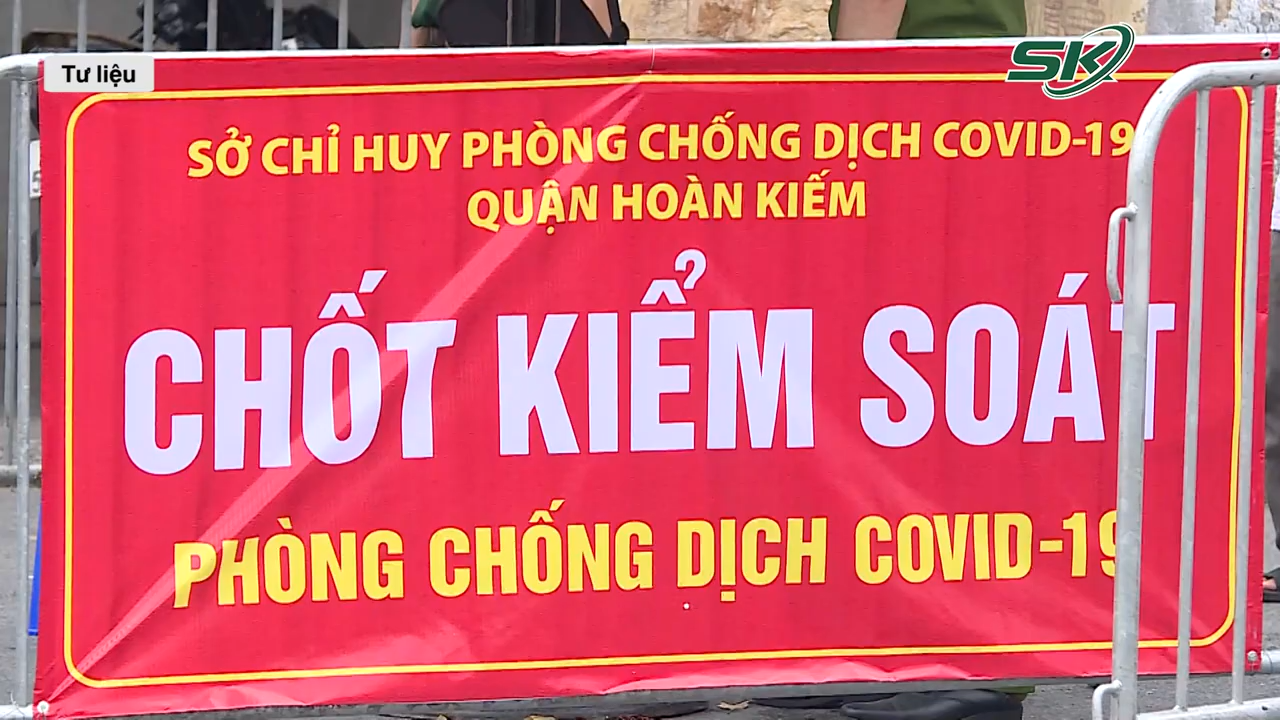 Tư liệu
SK
SỞ CHỈ HUY PHÒNG CHỐNG DỊCH COVID-19
QUẬN HOÀN KIẾM
CHỐT KIỂM SOÁT
PHÒNG CHỐNG DỊCH COVID-19